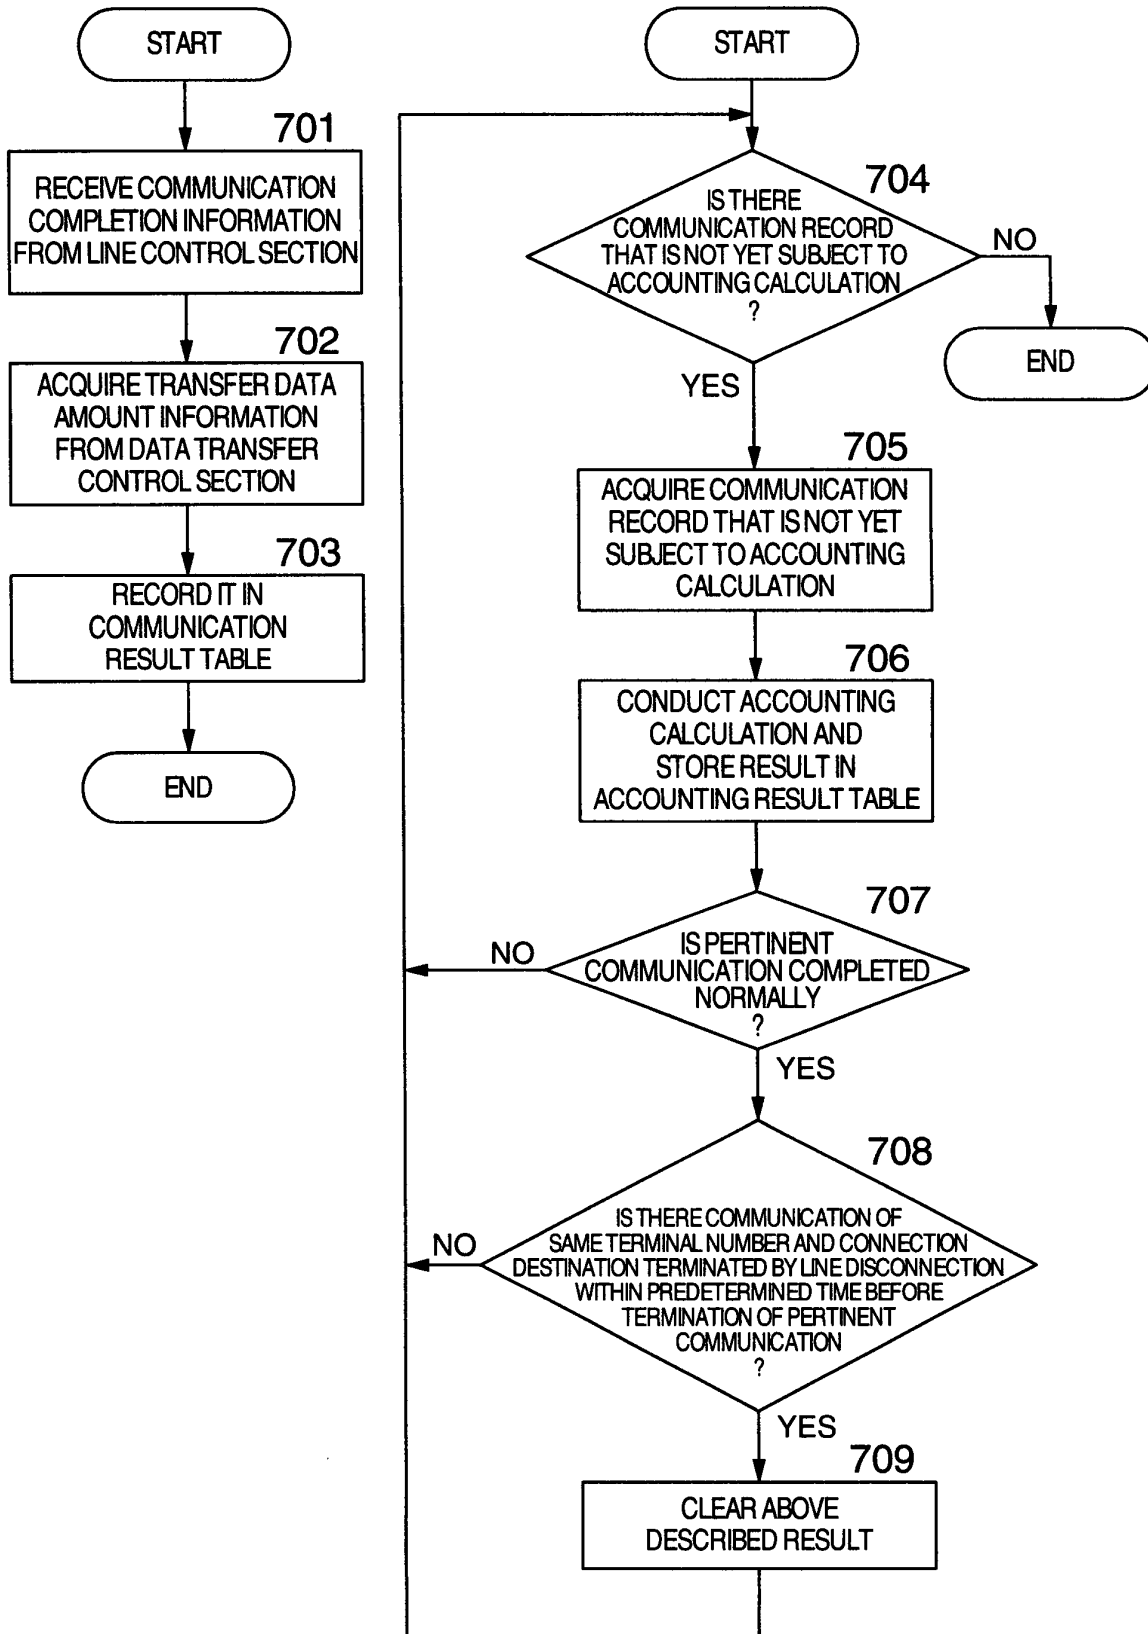 START
701
RECEIVE COMMUNICATION
COMPLETION INFORMATION
FROM LINE CONTROL SECTION
702
ACQUIRE TRANSFER DATA
AMOUNT INFORMATION
FROM DATA TRANSFER
CONTROL SECTION
703
RECORD IT IN
COMMUNICATION
RESULT TABLE
END
START
704
IS THERE
COMMUNICATION RECORD
THAT IS NOT YET SUBJECT TO
ACCOUNTING CALCULATION
?
NO
END
YES
705
ACQUIRE COMMUNICATION
RECORD THAT IS NOT YET
SUBJECT TO ACCOUNTING
CALCULATION
706
CONDUCT ACCOUNTING
CALCULATION AND
STORE RESULT IN
ACCOUNTING RESULT TABLE
707
IS PERTINENT
COMMUNICATION COMPLETED
NORMALLY
?
NO
YES
708
IS THERE COMMUNICATION OF
SAME TERMINAL NUMBER AND CONNECTION
DESTINATION TERMINATED BY LINE DISCONNECTION
WITHIN PREDETERMINED TIME BEFORE
TERMINATION OF PERTINENT
COMMUNICATION
?
NO
YES
709
CLEAR ABOVE
DESCRIBED RESULT